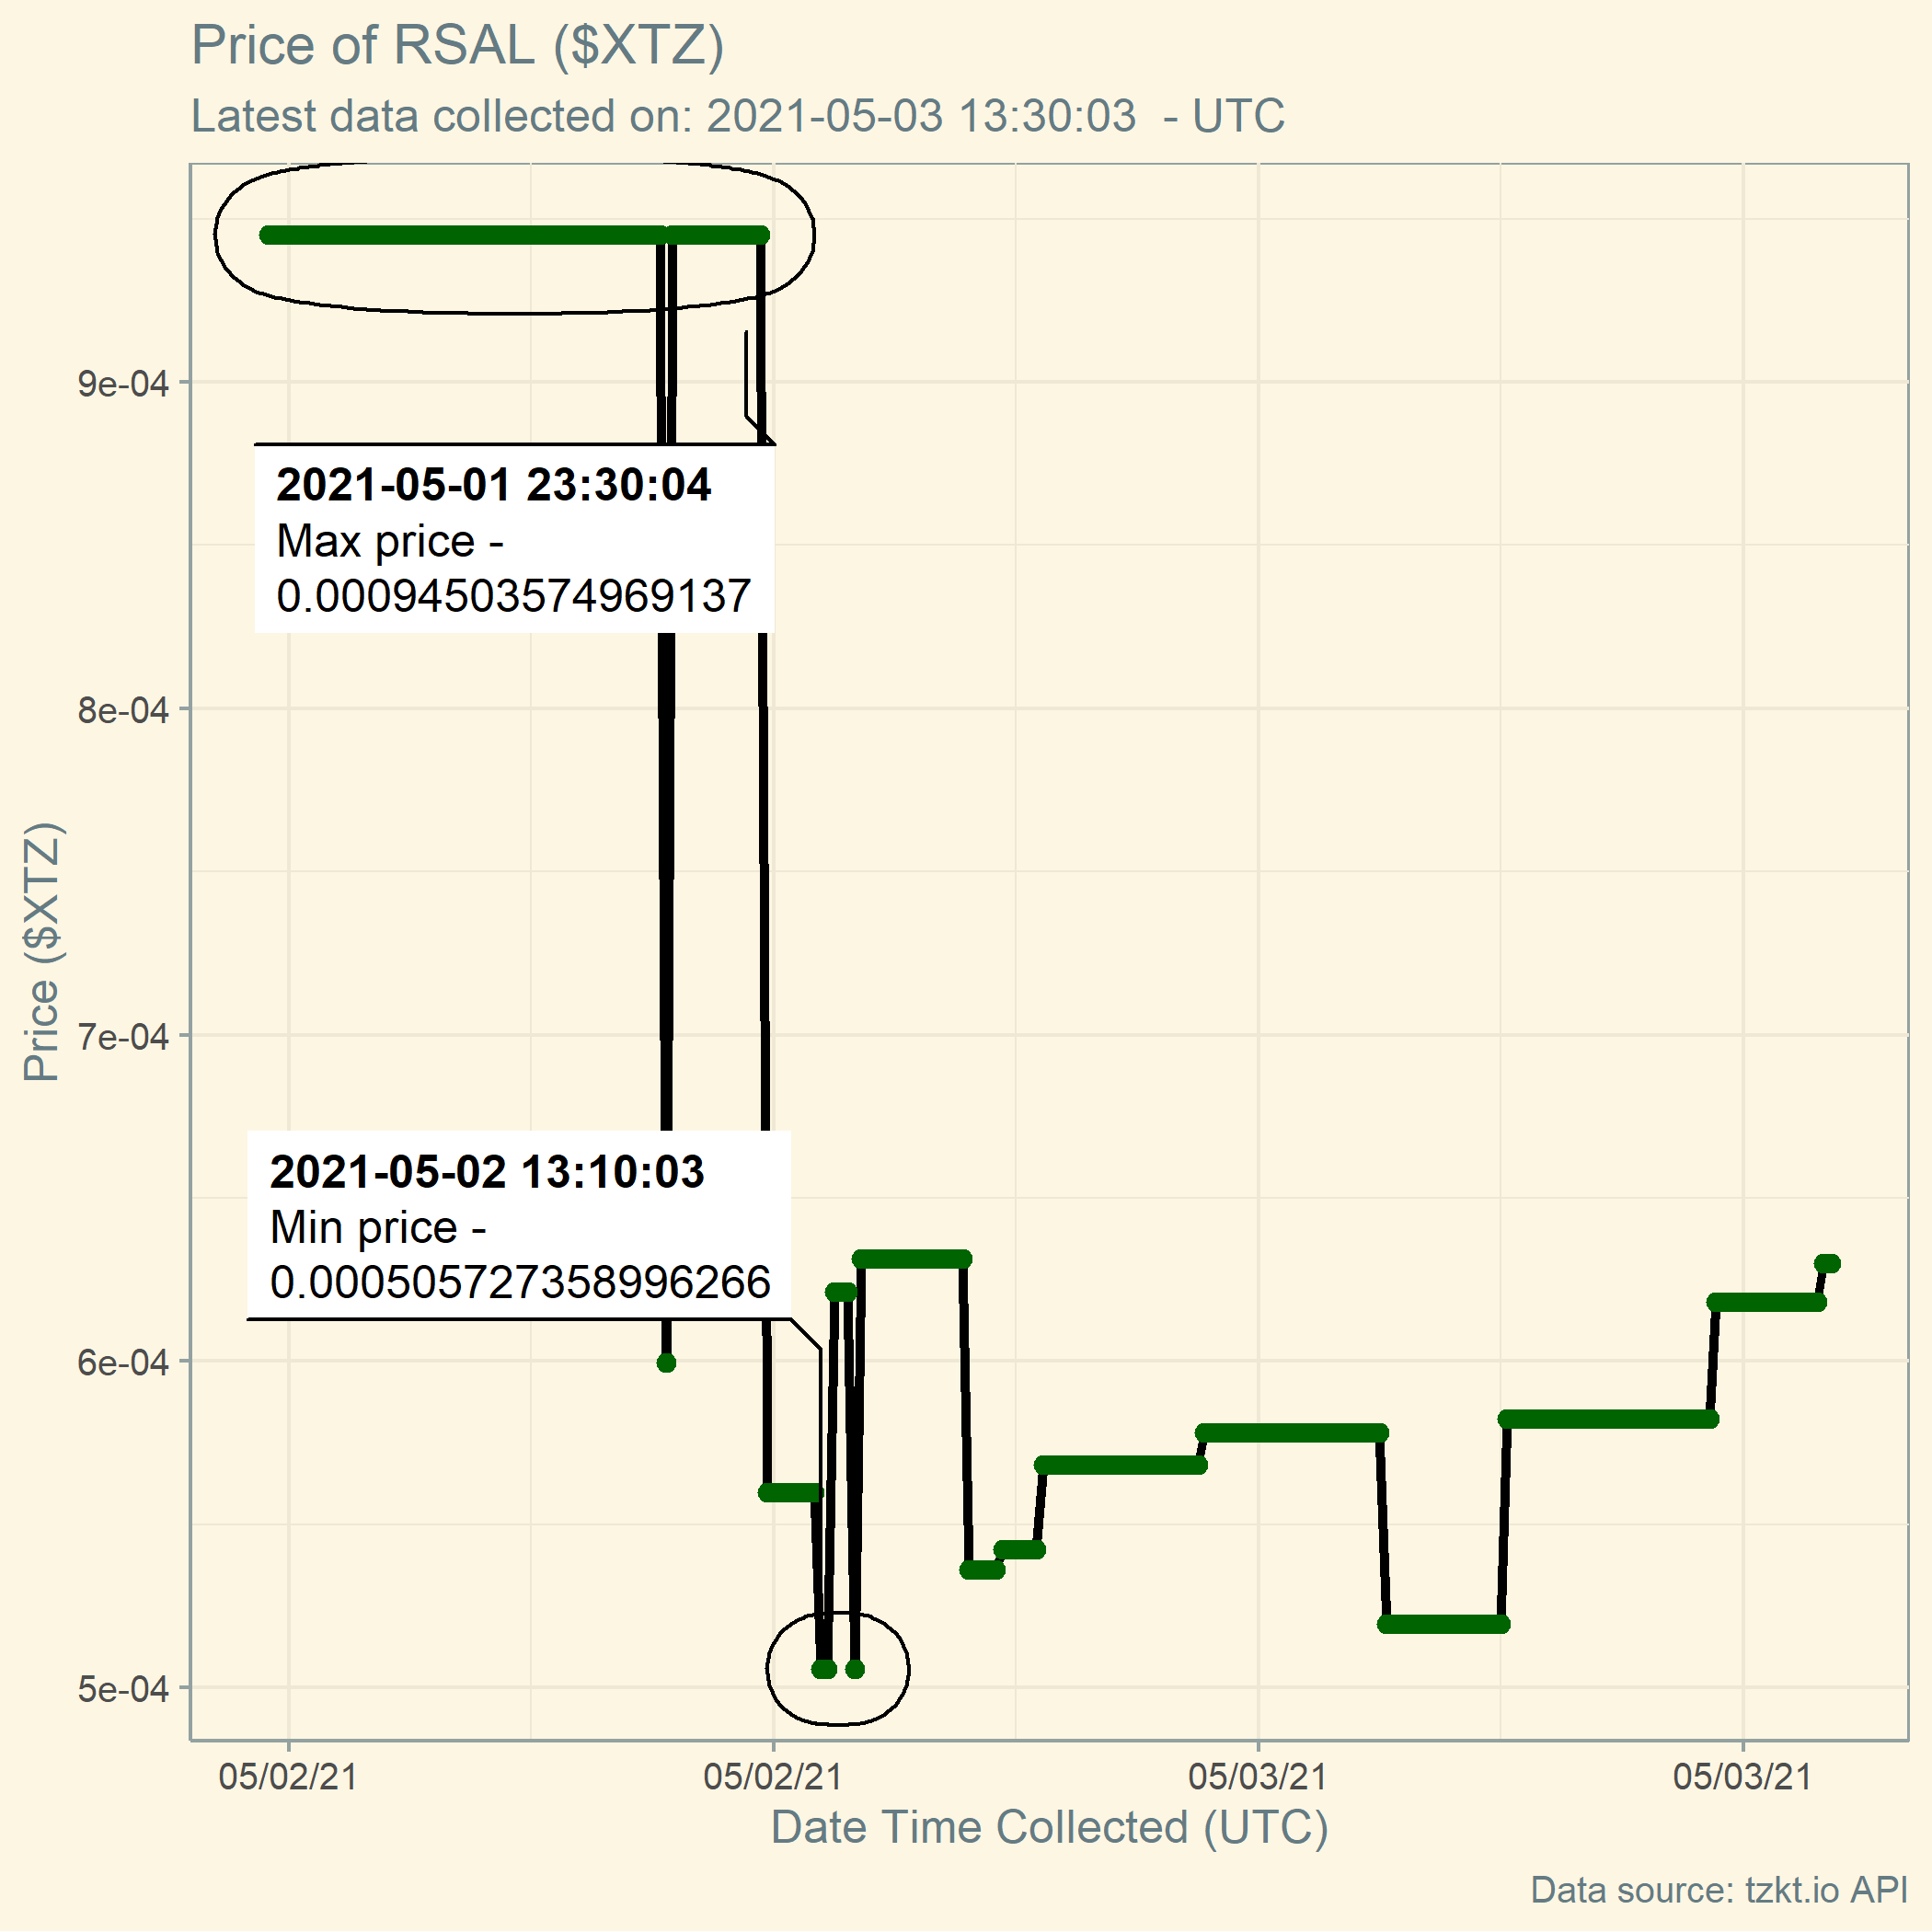 Price of RSAL ($XTZ)
Latest data collected on: 2021-05-03 13:30:03  - UTC
9e-04
2021-05-01 23:30:04
Max price -
0.000945035749691​37
8e-04
Price ($XTZ)
7e-04
2021-05-02 13:10:03
Min price -
0.000505727358996266
6e-04
5e-04
05/02/21 05/02/21 05/03/21 05/03/21
Date Time Collected (UTC)
Data source: tzkt.io API